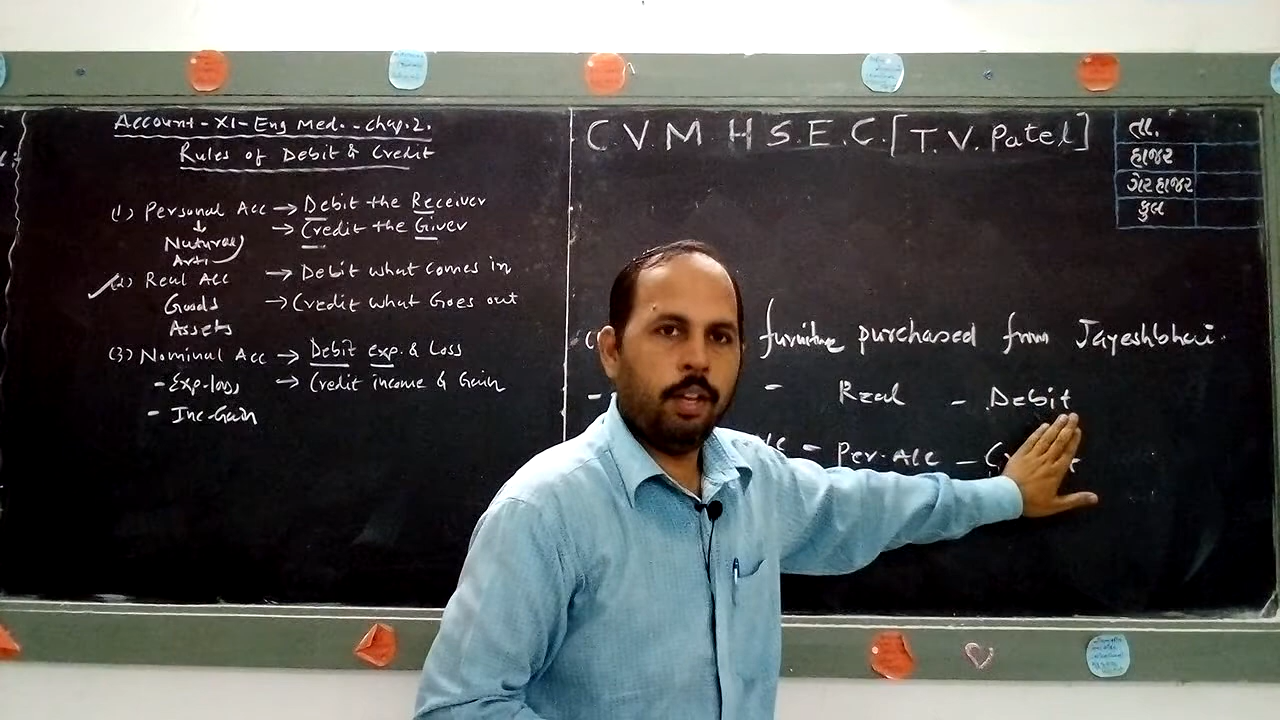 Account - XI - Eng Med. - Chap. 2.
Rules of Debit & Credit
(1) Personal Acc → Debit the Receiver
→ Credit the Giver
Natural
Arti
(2) Real Acc → Debit what comes in
Goods → Credit what Goes out
Assets
(3) Nominal Acc → Debit exp. & Loss
- Exp-loss → Credit income & Gain
- Inc-Gain
C.V.M H.S.E.C. [T.V. Patel]
તા.
હાજર
ગેરહાજર
કુલ
furniture purchased from Jayeshbhai.
- Real - Debit
- Per. Acc -